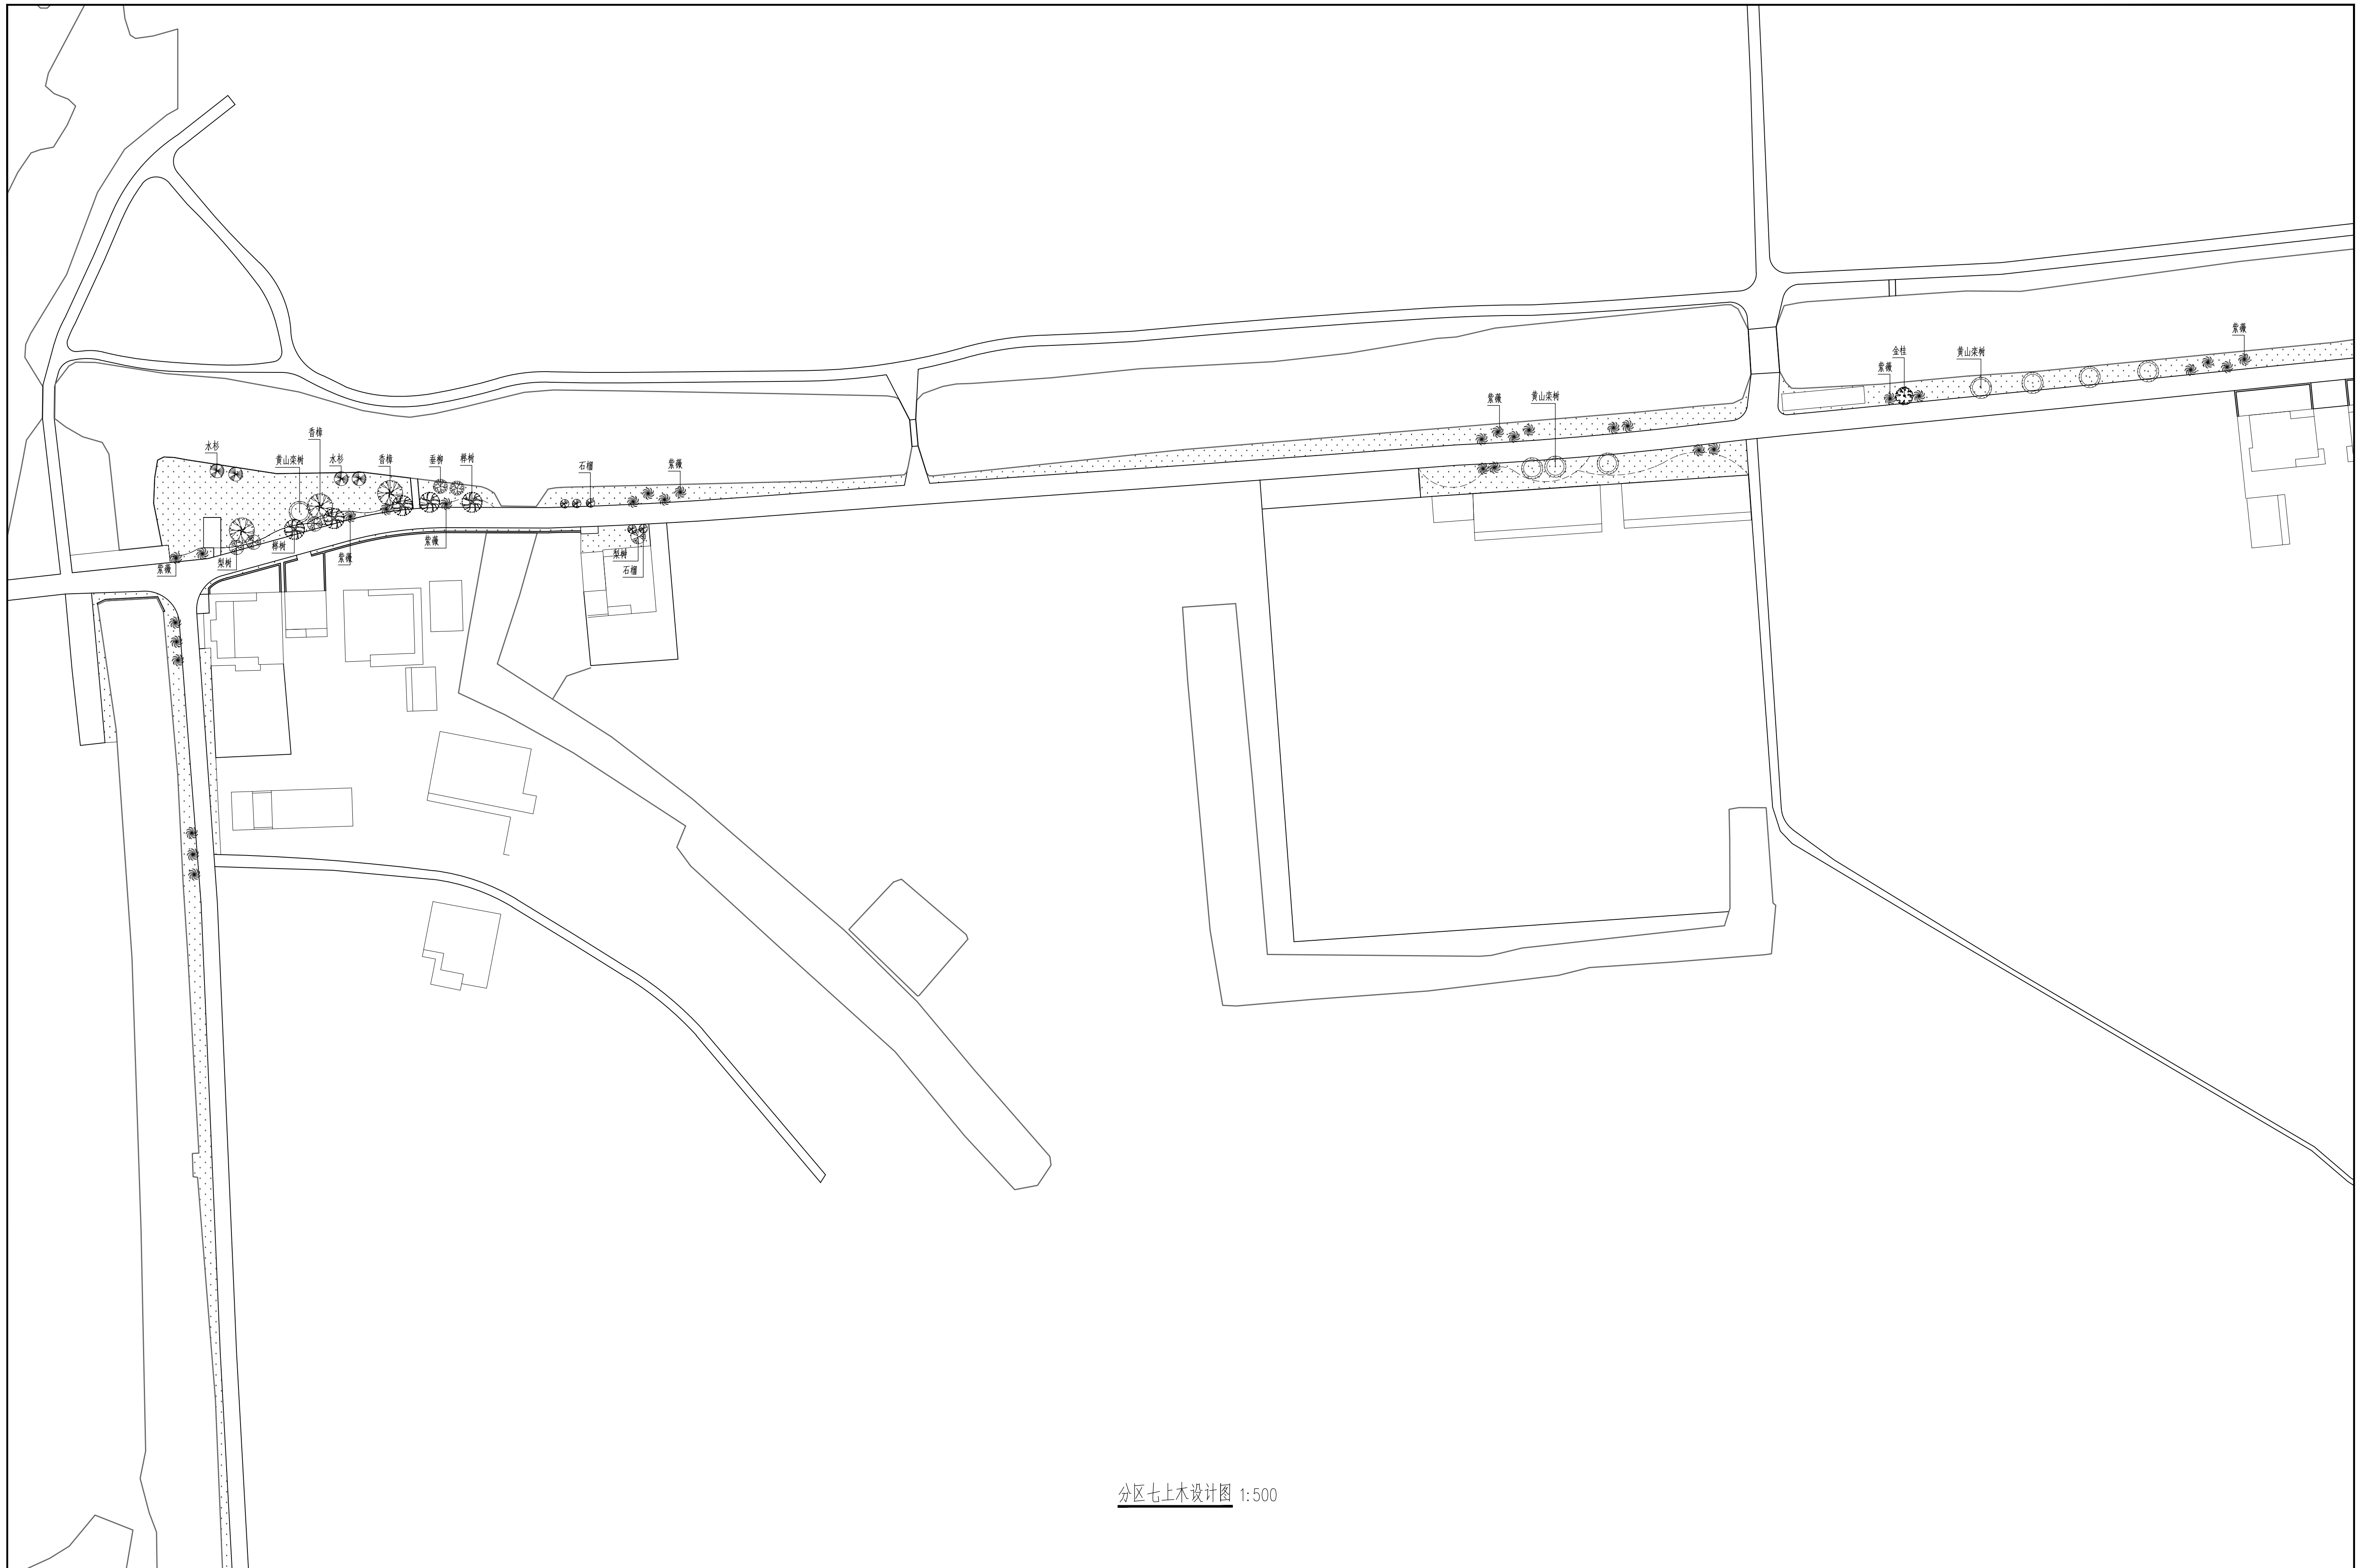 紫薇
金桂
黄山栾树
紫薇
紫薇
黄山栾树
香樟
水杉
黄山栾树
水杉
香樟
垂柳
榉树
石榴
紫薇
榉树
紫薇
梨树
紫薇
紫薇
梨树
石榴
分区七上木设计图 1:500